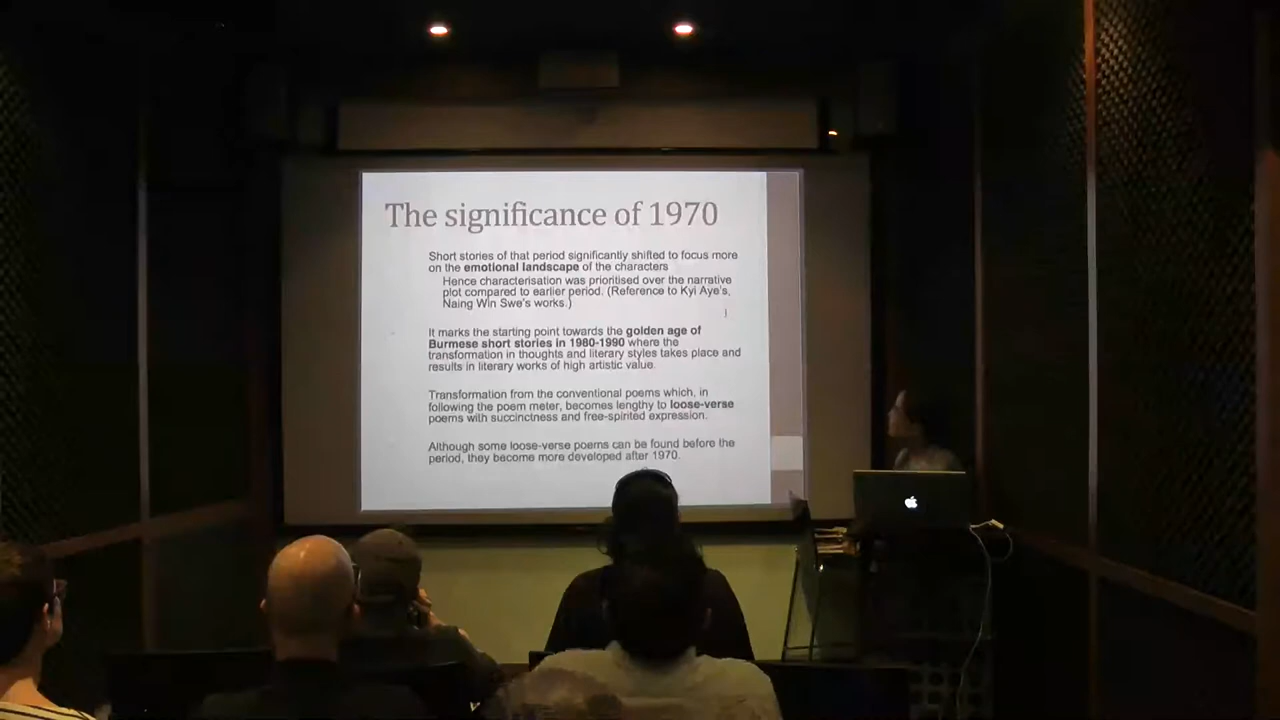 The significance of 1970
Short stories of that period significantly shifted to focus more
on the emotional landscape of the characters
Hence characterisation was prioritised over the narrative
plot compared to earlier period. (Reference to Kyi Aye's,
Naing Win Swe's works.)
It marks the starting point towards the golden age of
Burmese short stories in 1980-1990 where the
transformation in thoughts and literary styles takes place and
results in literary works of high artistic value.
Transformation from the conventional poems which, in
following the poem meter, becomes lengthy to loose-verse
poems with succinctness and free-spirited expression.
Although some loose-verse poems can be found before the
period, they become more developed after 1970.